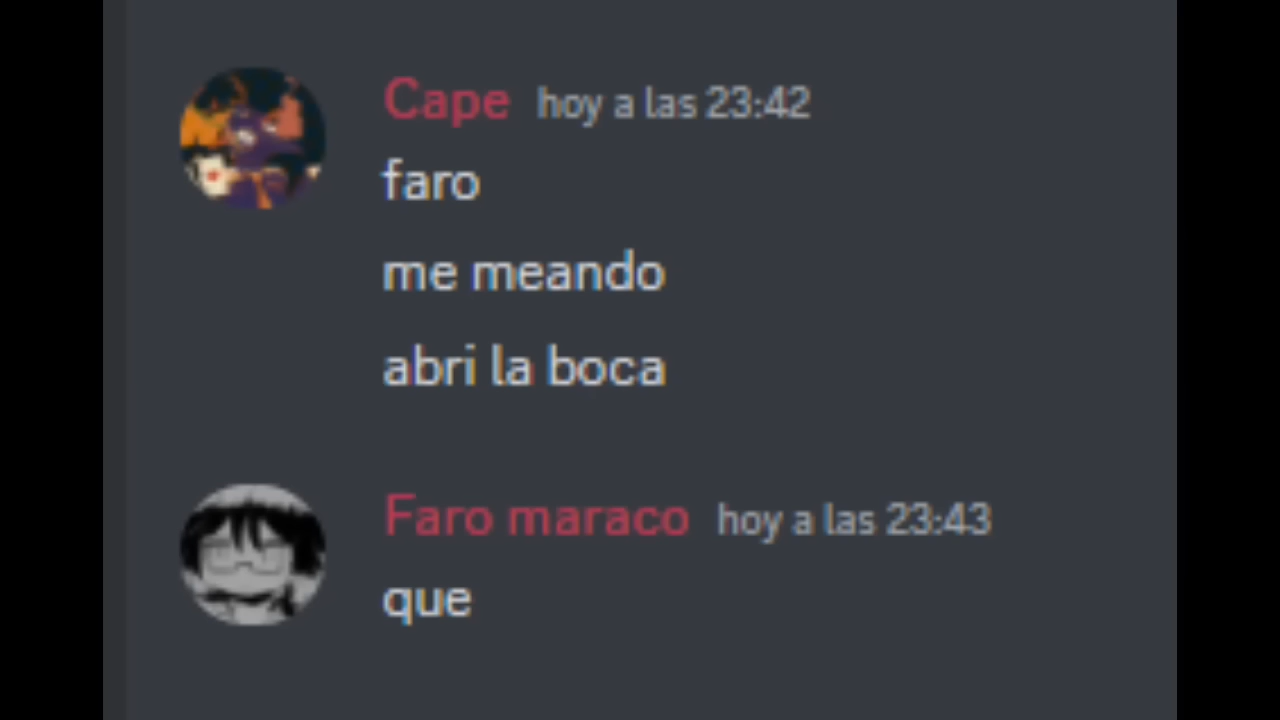 Cape hoy a las 23:42
faro
me meando
abri la boca
Faro maraco hoy a las 23:43
que